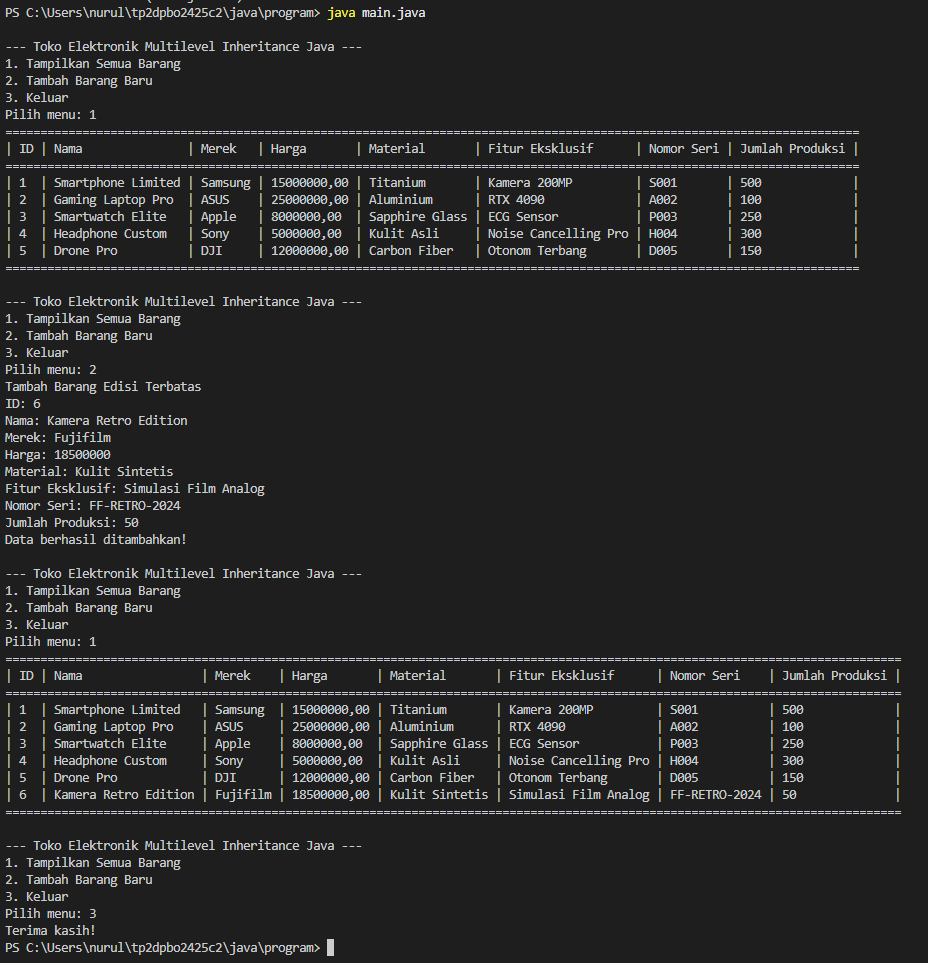 PS C:\Users\nurul\tp2dpbo2425c2\java\program> java main.java
--- Toko Elektronik Multilevel Inheritance Java ---
1. Tampilkan Semua Barang
2. Tambah Barang Baru
3. Keluar
Pilih menu: 1
==========================================================================================================================
| ID | Nama               | Merek   | Harga       | Material       | Fitur Eksklusif      | Nomor Seri | Jumlah Produksi |
==========================================================================================================================
| 1  | Smartphone Limited | Samsung | 15000000,00 | Titanium       | Kamera 200MP         | S001       | 500             |
| 2  | Gaming Laptop Pro  | ASUS    | 25000000,00 | Aluminium      | RTX 4090             | A002       | 100             |
| 3  | Smartwatch Elite   | Apple   | 8000000,00  | Sapphire Glass | ECG Sensor           | P003       | 250             |
| 4  | Headphone Custom   | Sony    | 5000000,00  | Kulit Asli     | Noise Cancelling Pro | H004       | 300             |
| 5  | Drone Pro          | DJI     | 12000000,00 | Carbon Fiber   | Otonom Terbang       | D005       | 150             |
==========================================================================================================================
--- Toko Elektronik Multilevel Inheritance Java ---
1. Tampilkan Semua Barang
2. Tambah Barang Baru
3. Keluar
Pilih menu: 2
Tambah Barang Edisi Terbatas
ID: 6
Nama: Kamera Retro Edition
Merek: Fujifilm
Harga: 18500000
Material: Kulit Sintetis
Fitur Eksklusif: Simulasi Film Analog
Nomor Seri: FF-RETRO-2024
Jumlah Produksi: 50
Data berhasil ditambahkan!
--- Toko Elektronik Multilevel Inheritance Java ---
1. Tampilkan Semua Barang
2. Tambah Barang Baru
3. Keluar
Pilih menu: 1
================================================================================================================================
| ID | Nama                 | Merek    | Harga       | Material       | Fitur Eksklusif      | Nomor Seri    | Jumlah Produksi |
================================================================================================================================
| 1  | Smartphone Limited   | Samsung  | 15000000,00 | Titanium       | Kamera 200MP         | S001          | 500             |
| 2  | Gaming Laptop Pro    | ASUS     | 25000000,00 | Aluminium      | RTX 4090             | A002          | 100             |
| 3  | Smartwatch Elite     | Apple    | 8000000,00  | Sapphire Glass | ECG Sensor           | P003          | 250             |
| 4  | Headphone Custom     | Sony     | 5000000,00  | Kulit Asli     | Noise Cancelling Pro | H004          | 300             |
| 5  | Drone Pro            | DJI      | 12000000,00 | Carbon Fiber   | Otonom Terbang       | D005          | 150             |
| 6  | Kamera Retro Edition | Fujifilm | 18500000,00 | Kulit Sintetis | Simulasi Film Analog | FF-RETRO-2024 | 50              |
================================================================================================================================
--- Toko Elektronik Multilevel Inheritance Java ---
1. Tampilkan Semua Barang
2. Tambah Barang Baru
3. Keluar
Pilih menu: 3
Terima kasih!
PS C:\Users\nurul\tp2dpbo2425c2\java\program>